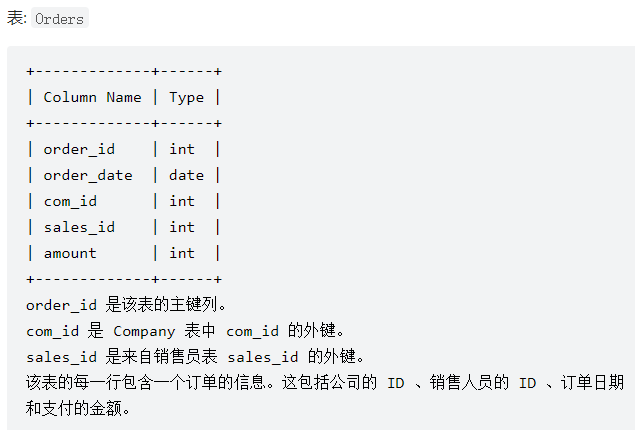 表: Orders
+-------------+------+
| Column Name | Type |
+-------------+------+
| order_id    | int  |
| order_date  | date |
| com_id      | int  |
| sales_id    | int  |
| amount      | int  |
+-------------+------+
order_id 是该表的主键列。
com_id 是 Company 表中 com_id 的外键。
sales_id 是来自销售员表 sales_id 的外键。
该表的每一行包含一个订单的信息。这包括公司的 ID 、销售人员的 ID 、订单日期
和支付的金额。